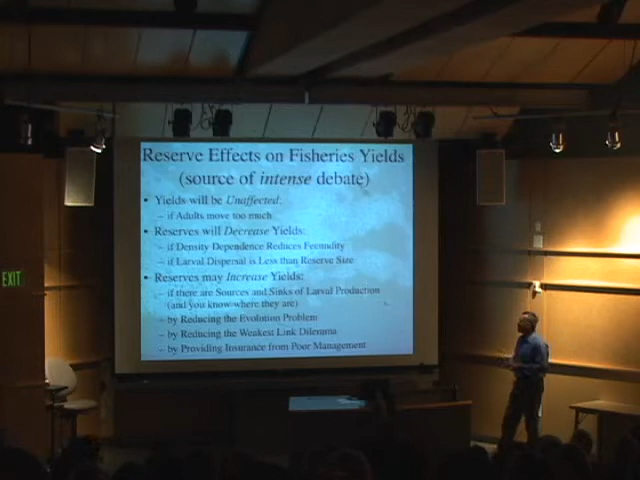 Reserve Effects on Fisheries Yields
(source of intense debate)
• Yields will be Unaffected:
– if Adults move too much
• Reserves will Decrease Yields:
– if Density Dependence Reduces Fecundity
– if Larval Dispersal is Less than Reserve Size
• Reserves may Increase Yields:
– if there are Sources and Sinks of Larval Production
(and you know where they are)
– by Reducing the Evolution Problem
– by Reducing the Weakest Link Dilemma
– by Providing Insurance from Poor Management
EXIT